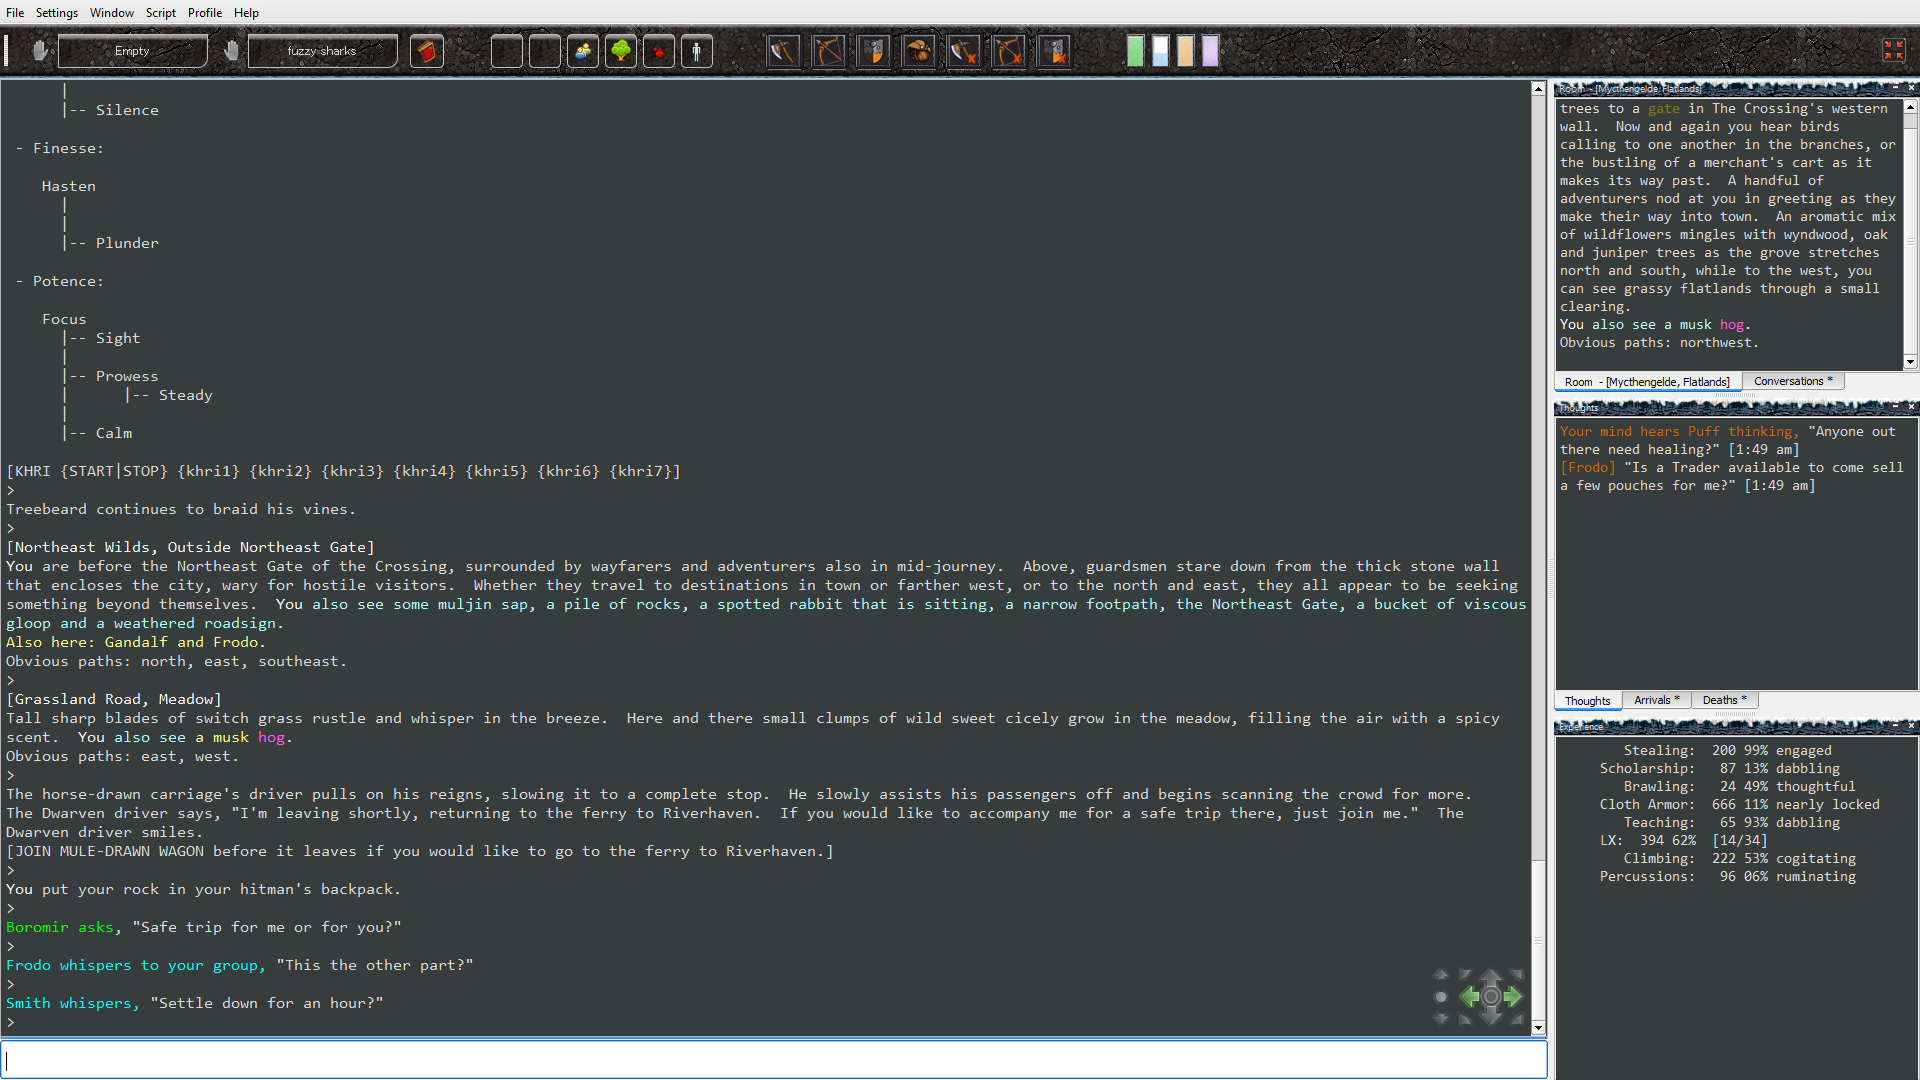 File Settings Window Script Profile Help
Empty
fuzzy sharks
|
|-- Silence
- Finesse:
Hasten
|
|
|-- Plunder
- Potence:
Focus
|-- Sight
|
|-- Prowess
| |-- Steady
|
|-- Calm
[KHRI {START|STOP} {khri1} {khri2} {khri3} {khri4} {khri5} {khri6} {khri7}]
>
Treebeard continues to braid his vines.
>
[Northeast Wilds, Outside Northeast Gate]
You are before the Northeast Gate of the Crossing, surrounded by wayfarers and adventurers also in mid-journey.  Above, guardsmen stare down from the thick stone wall
that encloses the city, wary for hostile visitors.  Whether they travel to destinations in town or farther west, or to the north and east, they all appear to be seeking
something beyond themselves.  You also see some muljin sap, a pile of rocks, a spotted rabbit that is sitting, a narrow footpath, the Northeast Gate, a bucket of viscous
gloop and a weathered roadsign.
Also here: Gandalf and Frodo.
Obvious paths: north, east, southeast.
>
[Grassland Road, Meadow]
Tall sharp blades of switch grass rustle and whisper in the breeze.  Here and there small clumps of wild sweet cicely grow in the meadow, filling the air with a spicy
scent.  You also see a musk hog.
Obvious paths: east, west.
>
The horse-drawn carriage's driver pulls on his reigns, slowing it to a complete stop.  He slowly assists his passengers off and begins scanning the crowd for more.
The Dwarven driver says, "I'm leaving shortly, returning to the ferry to Riverhaven.  If you would like to accompany me for a safe trip there, just join me."  The
Dwarven driver smiles.
[JOIN MULE-DRAWN WAGON before it leaves if you would like to go to the ferry to Riverhaven.]
>
You put your rock in your hitman's backpack.
>
Boromir asks, "Safe trip for me or for you?"
>
Frodo whispers to your group, "This the other part?"
>
Smith whispers, "Settle down for an hour?"
>
Room - [Mycthengelde, Flatlands]
trees to a gate in The Crossing's western
wall.  Now and again you hear birds
calling to one another in the branches, or
the bustling of a merchant's cart as it
makes its way past.  A handful of
adventurers nod at you in greeting as they
make their way into town.  An aromatic mix
of wildflowers mingles with wyndwood, oak
and juniper trees as the grove stretches
north and south, while to the west, you
can see grassy flatlands through a small
clearing.
You also see a musk hog.
Obvious paths: northwest.
Room - [Mycthengelde, Flatlands] Conversations *
Thoughts
Your mind hears Puff thinking, "Anyone out
there need healing?" [1:49 am]
[Frodo] "Is a Trader available to come sell
a few pouches for me?" [1:49 am]
Thoughts Arrivals * Deaths *
Experience
Stealing: 200 99% engaged
Scholarship: 87 13% dabbling
Brawling: 24 49% thoughtful
Cloth Armor: 666 11% nearly locked
Teaching: 65 93% dabbling
LX: 394 62% [14/34]
Climbing: 222 53% cogitating
Percussions: 96 06% ruminating